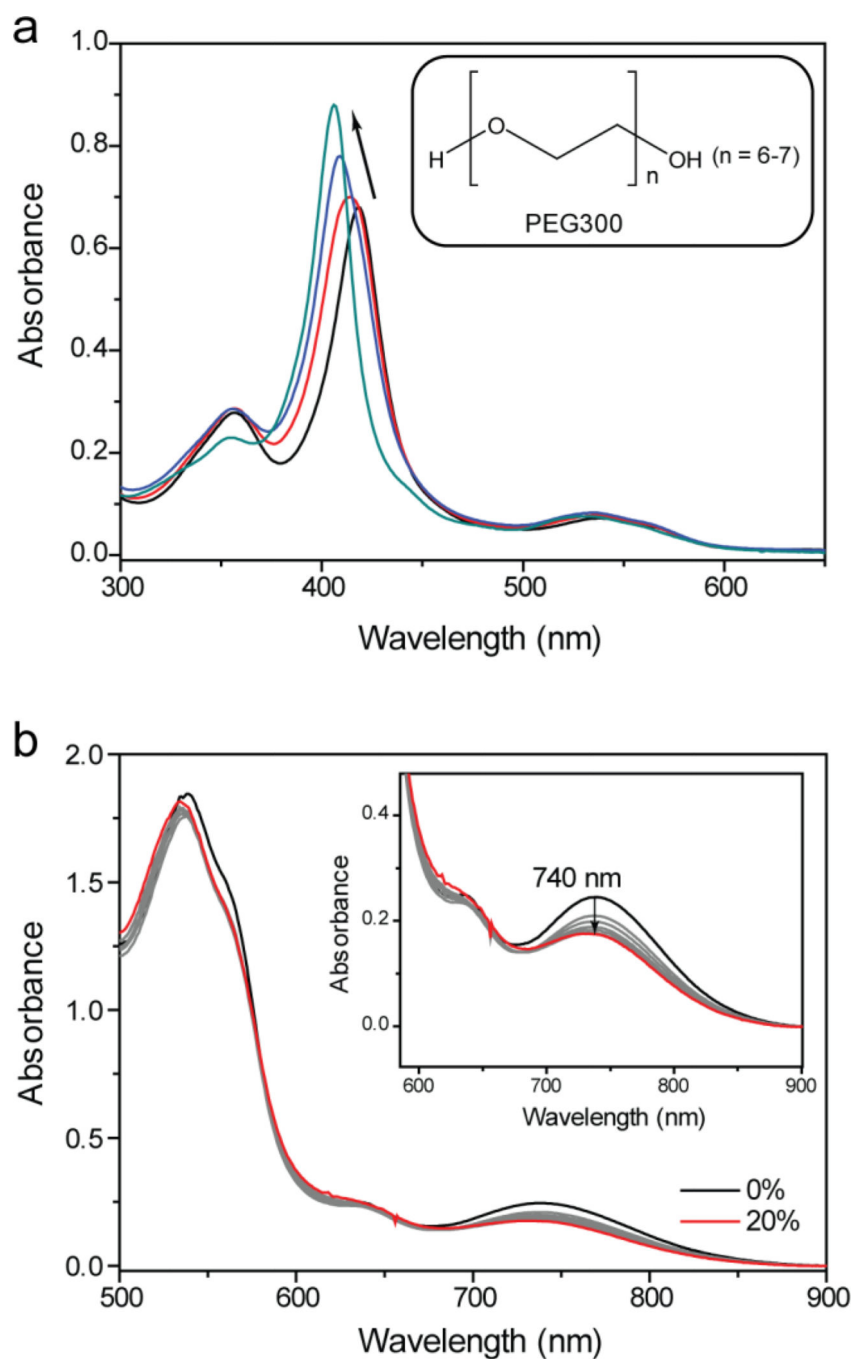 a
1.0
0.8
0.6
0.4
0.2
0.0
Absorbance
300
400
500
600
Wavelength (nm)
O
H
OH (n = 6-7)
n
PEG300
b
2.0
1.5
1.0
0.5
0.0
Absorbance
500
600
700
800
900
Wavelength (nm)
0.4
0.2
0.0
Absorbance
740 nm
600
700
800
900
Wavelength (nm)
0%
20%